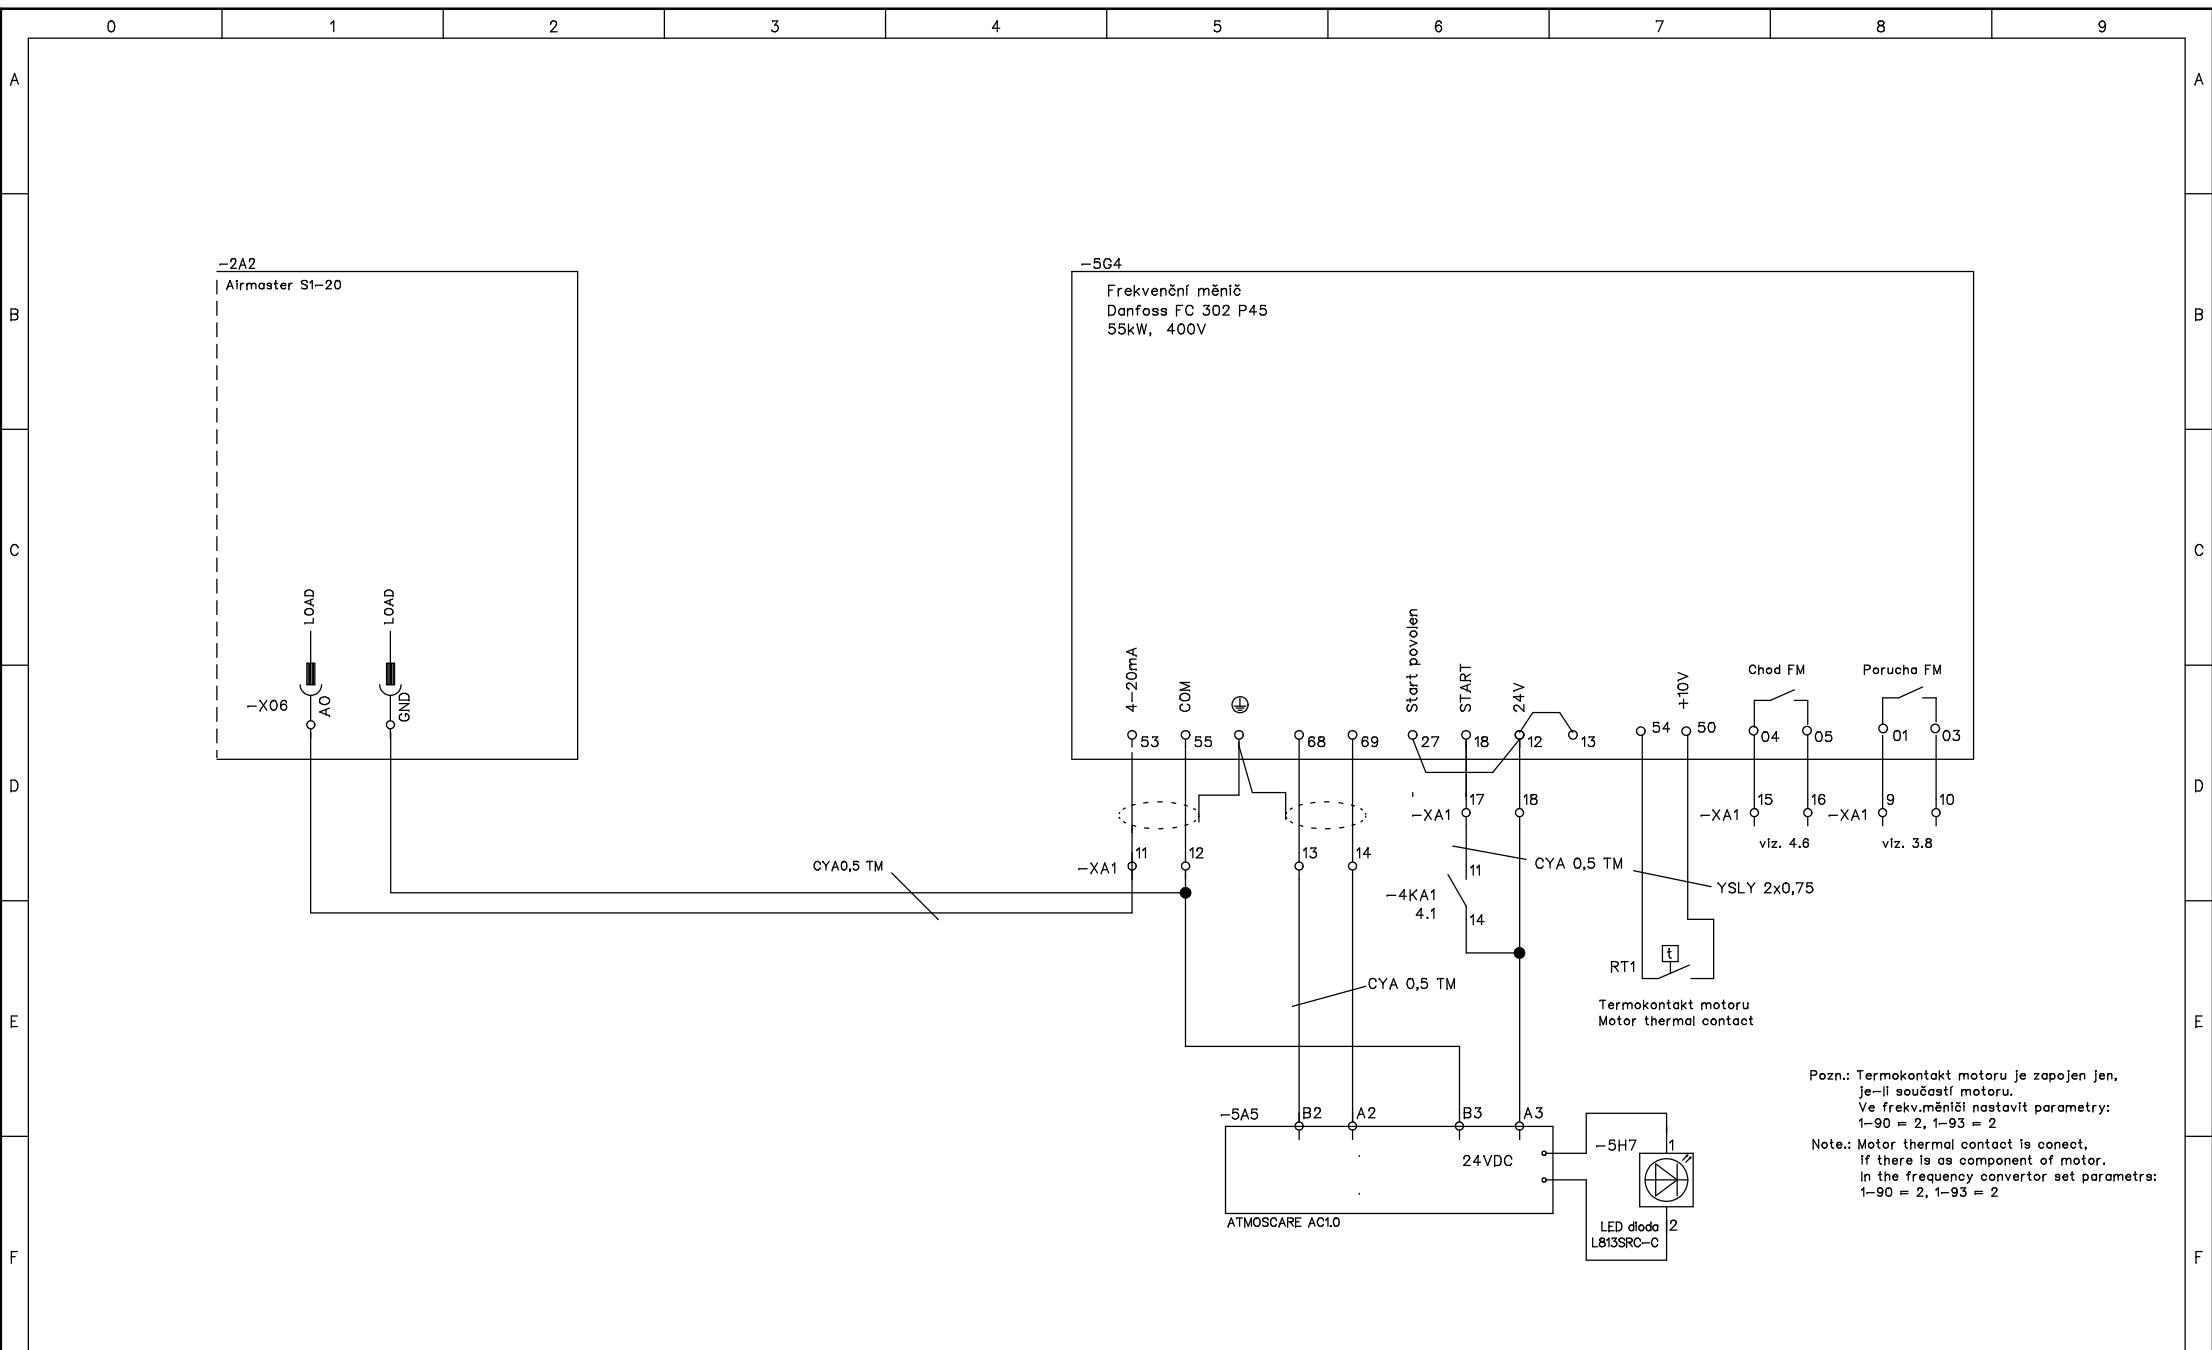 0 1 2 3 4 5 6 7 8 9
A A
B B
C C
D D
E E
F F
-2A2
Airmaster S1-20
LOAD
LOAD
-X06
AO
GND
-5G4
Frekvenční měnič
Danfoss FC 302 P45
55kW, 400V
4-20mA
COM
Start povolen
START
24V
+10V
Chod FM
Porucha FM
53 55 68 69 27 18 12 13 54 50 04 05 01 03
-XA1 17 18
-XA1 15 16
viz. 4.6
-XA1 9 10
viz. 3.8
-XA1 11 12 13 14
CYA0,5 TM
CYA 0,5 TM
YSLY 2x0,75
11
-4KA1
4.1
14
CYA 0,5 TM
RT1
t
Termokontakt motoru
Motor thermal contact
Pozn.: Termokontakt motoru je zapojen jen,
je-li součastí motoru.
Ve frekv.měniči nastavit parametry:
1-90 = 2, 1-93 = 2
Note.: Motor thermal contact is conect,
if there is as component of motor.
In the frequency convertor set parametrs:
1-90 = 2, 1-93 = 2
-5A5 B2 A2 B3 A3
24VDC
ATMOSCARE AC1.0
-5H7
1
2
LED dioda
L813SRC-C